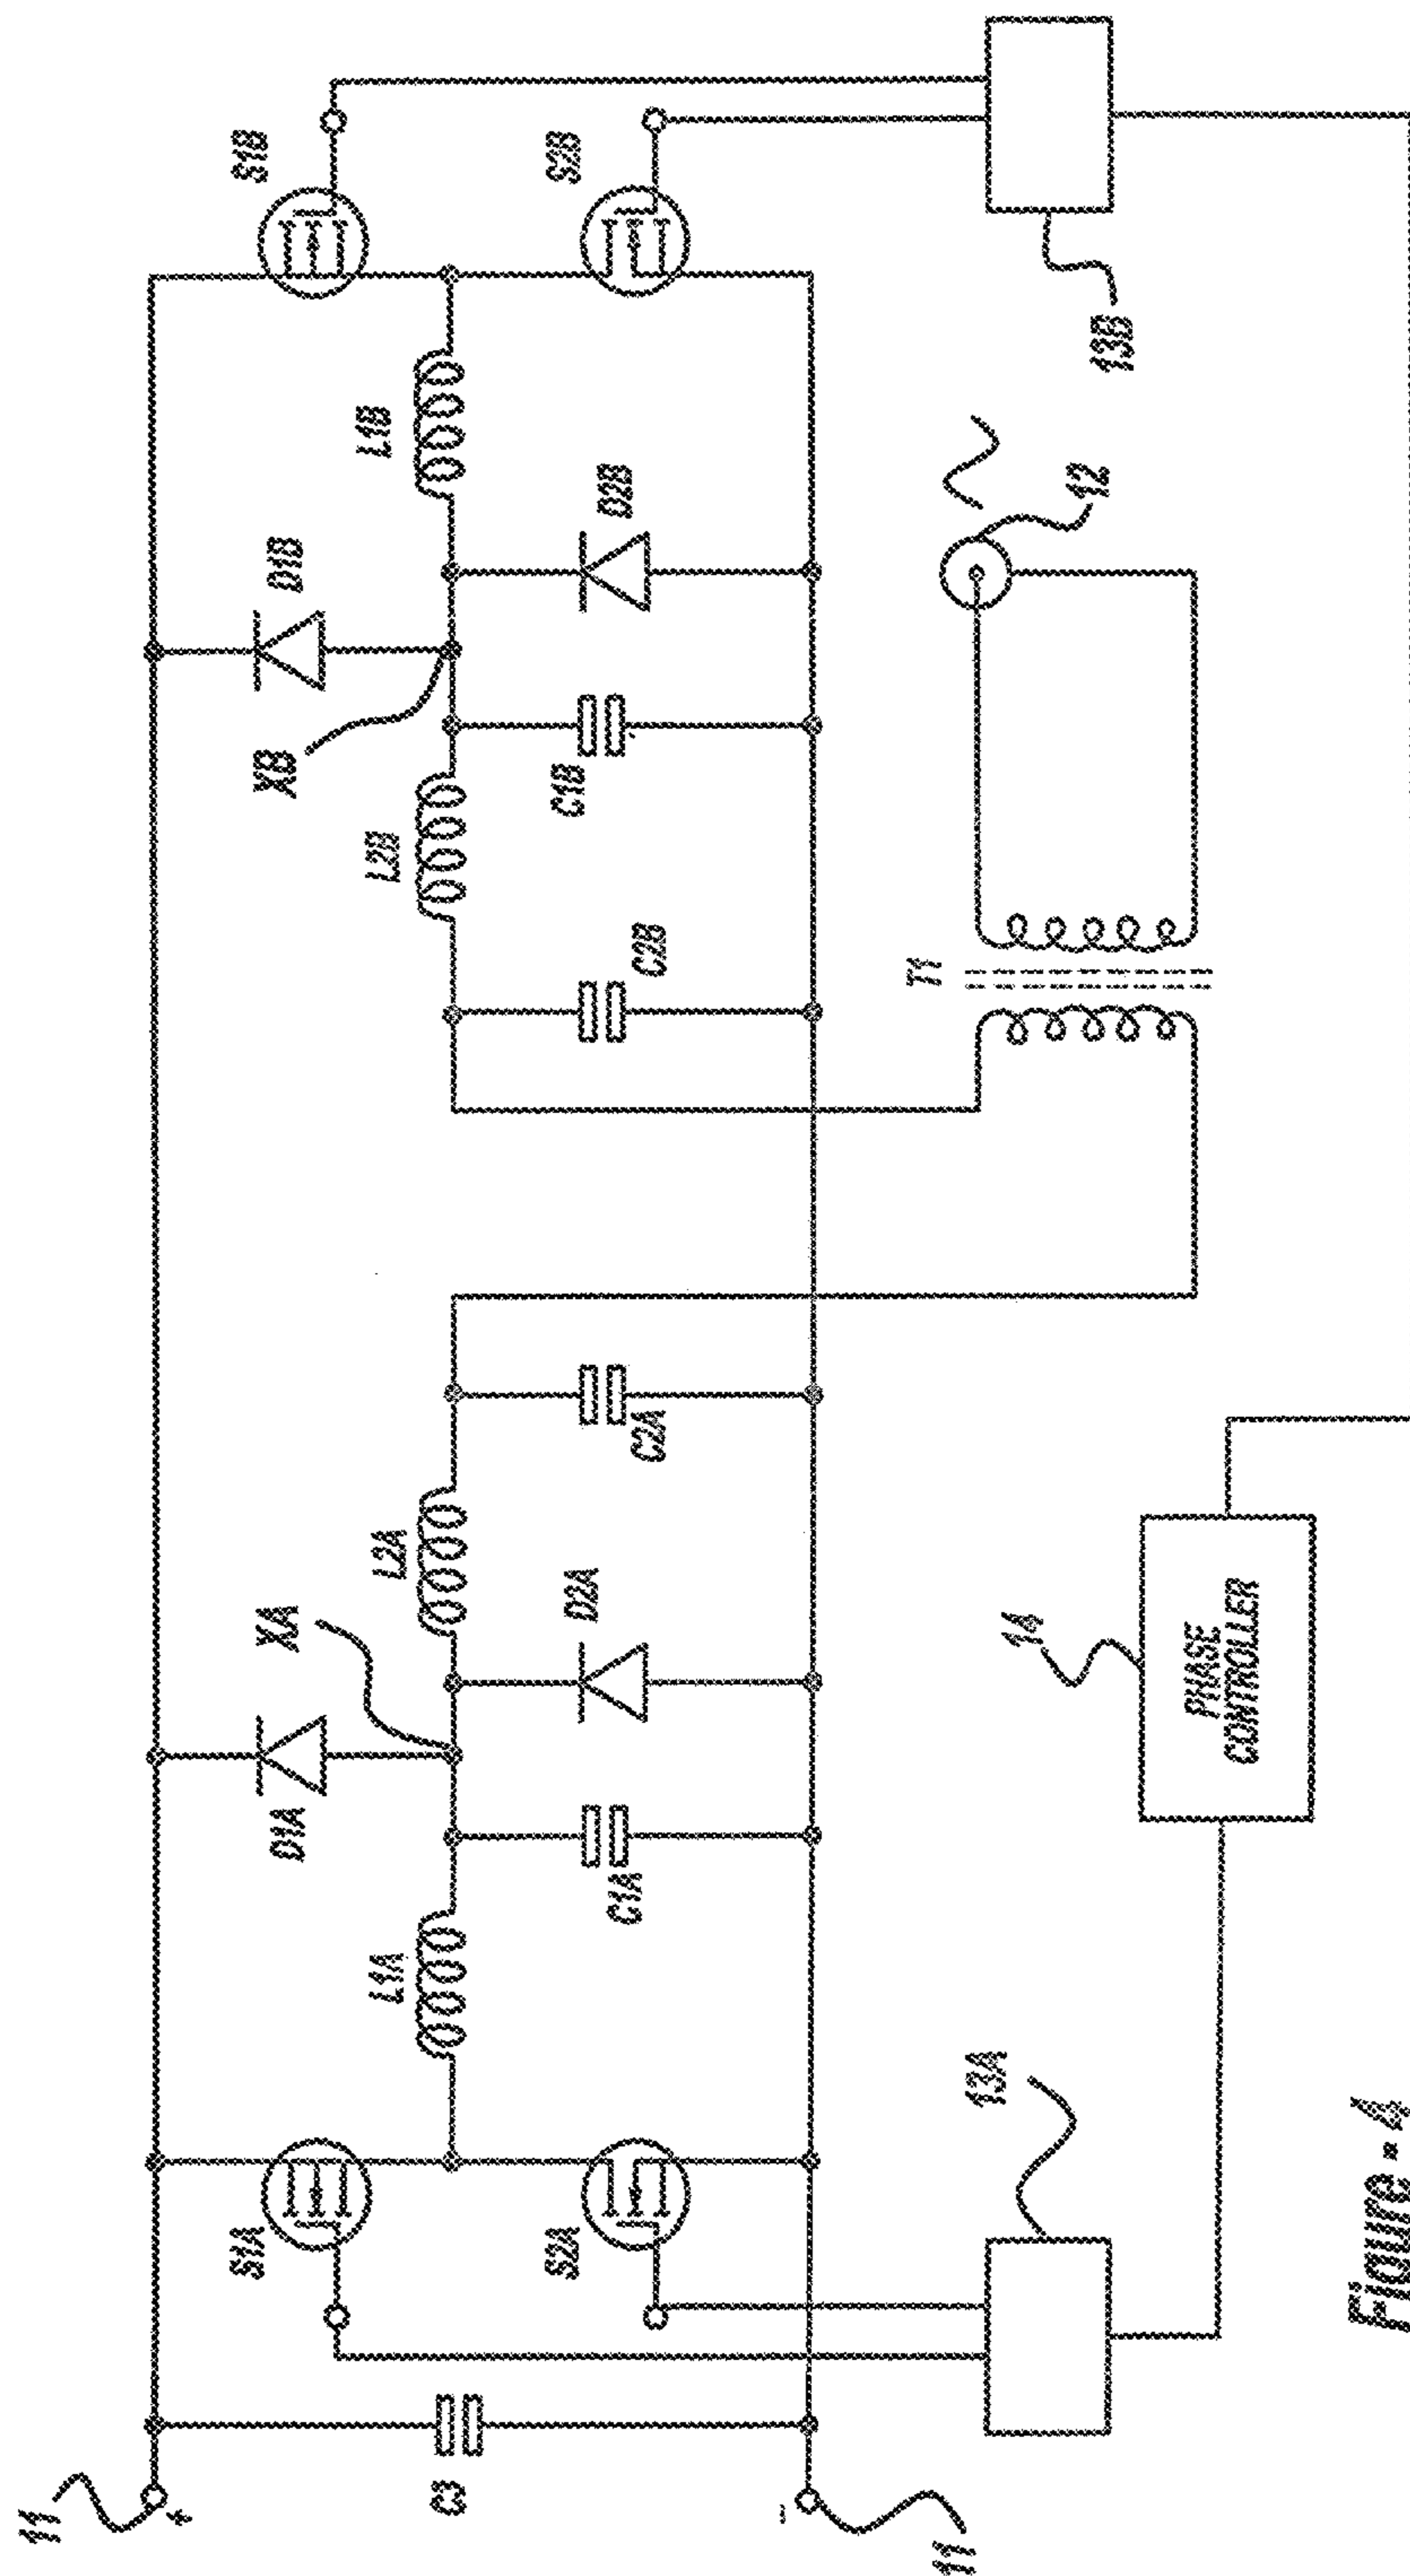 11
+
C3
-
11
S1A
S2A
L1A
D1A
C1A
XA
D2A
L2A
C2A
13A
14
PHASE
CONTROLLER
T1
C2B
L2B
C1B
XB
D1B
D2B
L1B
S1B
S2B
12
13B
Figure - 4